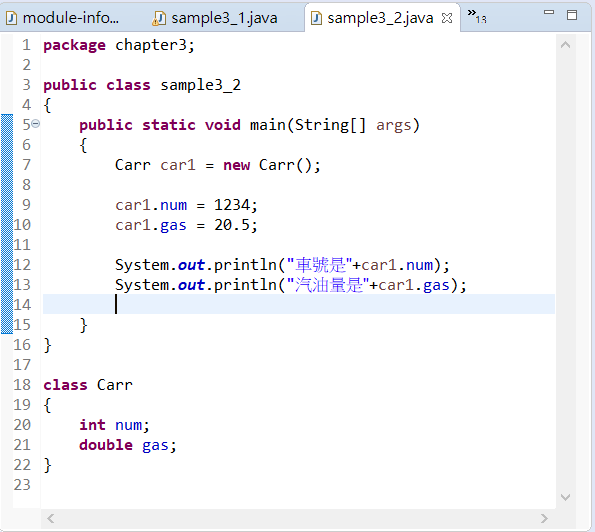 module-info... sample3_1.java sample3_2.java »13
1 package chapter3;
2
3 public class sample3_2
4 {
5 public static void main(String[] args)
6 {
7 Carr car1 = new Carr();
8
9 car1.num = 1234;
10 car1.gas = 20.5;
11
12 System.out.println("車號是"+car1.num);
13 System.out.println("汽油量是"+car1.gas);
14
15 }
16 }
17
18 class Carr
19 {
20 int num;
21 double gas;
22 }
23